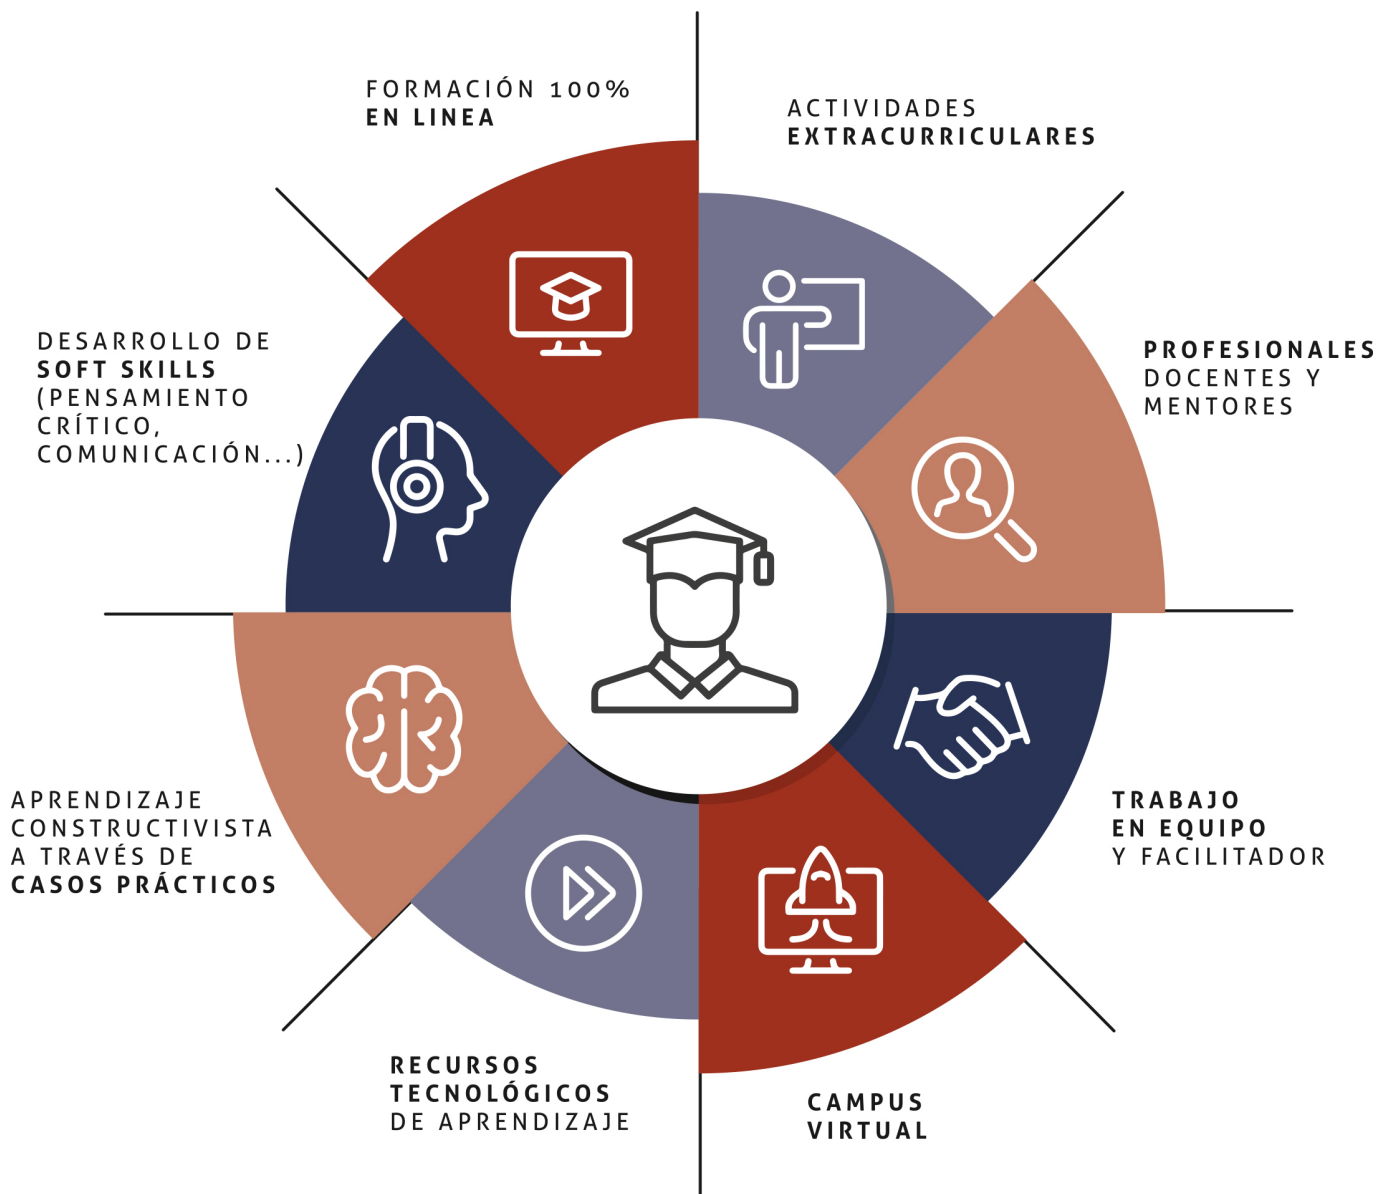 FORMACIÓN 100%
EN LINEA
ACTIVIDADES
EXTRACURRICULARES
PROFESIONALES
DOCENTES Y
MENTORES
TRABAJO
EN EQUIPO
Y FACILITADOR
CAMPUS
VIRTUAL
RECURSOS
TECNOLÓGICOS
DE APRENDIZAJE
APRENDIZAJE
CONSTRUCTIVISTA
A TRAVÉS DE
CASOS PRÁCTICOS
DESARROLLO DE
SOFT SKILLS
(PENSAMIENTO
CRÍTICO,
COMUNICACIÓN...)